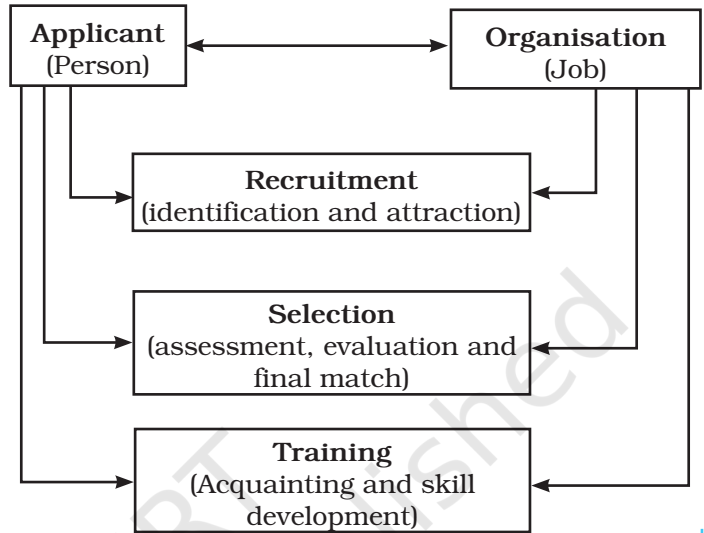 Applicant
(Person)
Organisation
(Job)
Recruitment
(identification and attraction)
Selection
(assessment, evaluation and
final match)
Training
(Acquainting and skill
development)